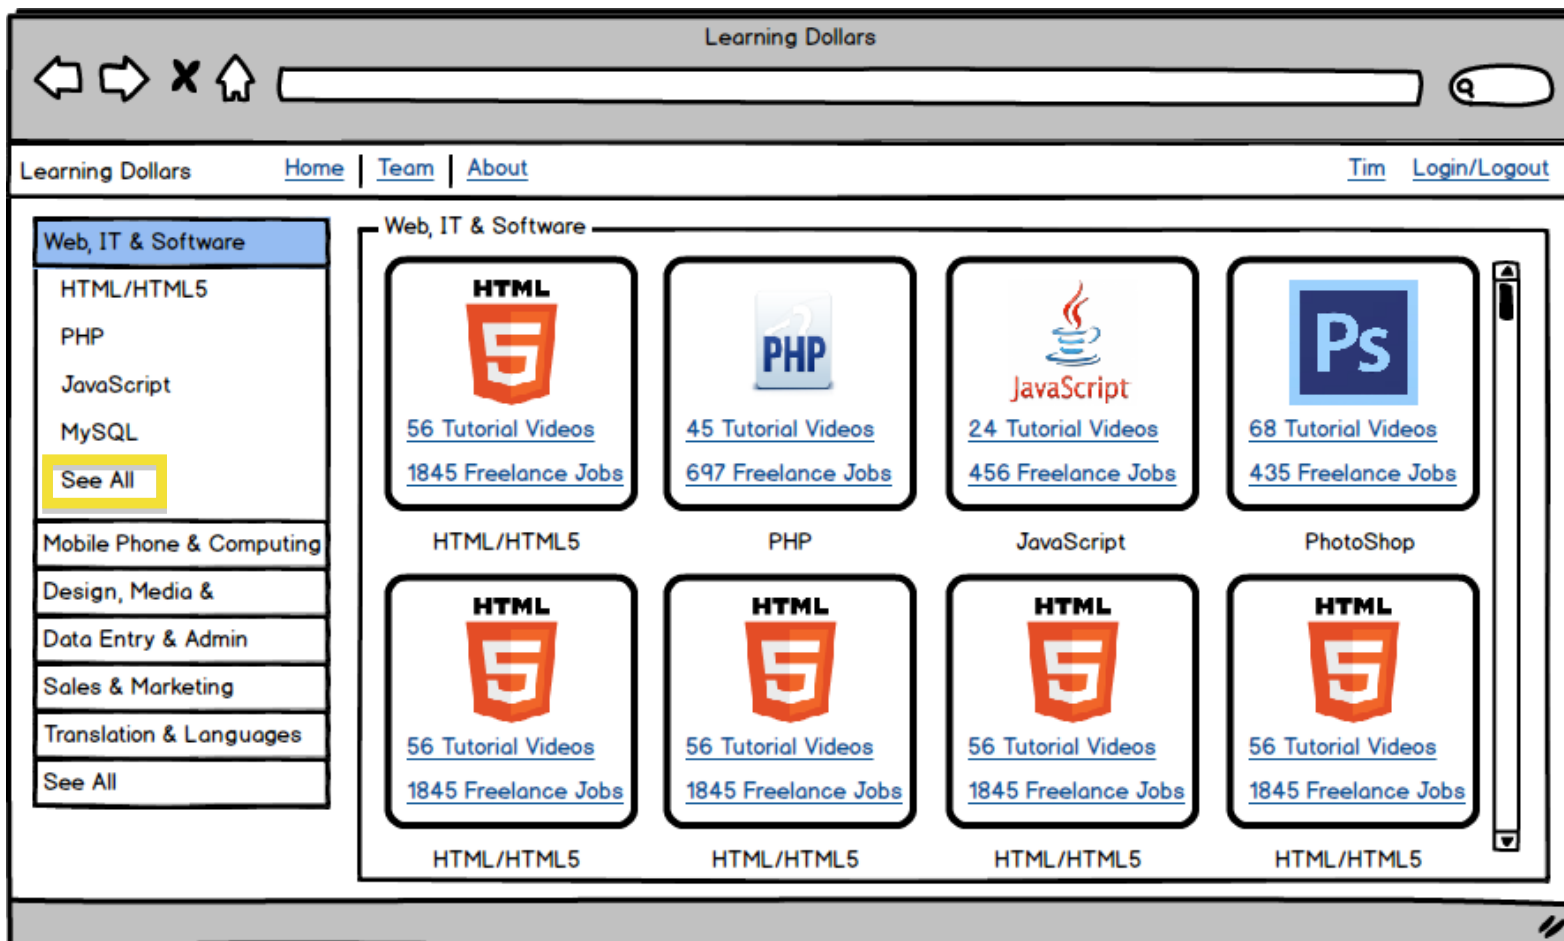 Learning Dollars
Learning Dollars Home Team About Tim Login/Logout
Web, IT & Software
HTML/HTML5
PHP
JavaScript
MySQL
See All
Mobile Phone & Computing
Design, Media &
Data Entry & Admin
Sales & Marketing
Translation & Languages
See All
Web, IT & Software
HTML
5
56 Tutorial Videos
1845 Freelance Jobs
HTML/HTML5
PHP
45 Tutorial Videos
697 Freelance Jobs
PHP
JavaScript
24 Tutorial Videos
456 Freelance Jobs
JavaScript
Ps
68 Tutorial Videos
435 Freelance Jobs
PhotoShop
HTML
5
56 Tutorial Videos
1845 Freelance Jobs
HTML/HTML5
HTML
5
56 Tutorial Videos
1845 Freelance Jobs
HTML/HTML5
HTML
5
56 Tutorial Videos
1845 Freelance Jobs
HTML/HTML5
HTML
5
56 Tutorial Videos
1845 Freelance Jobs
HTML/HTML5